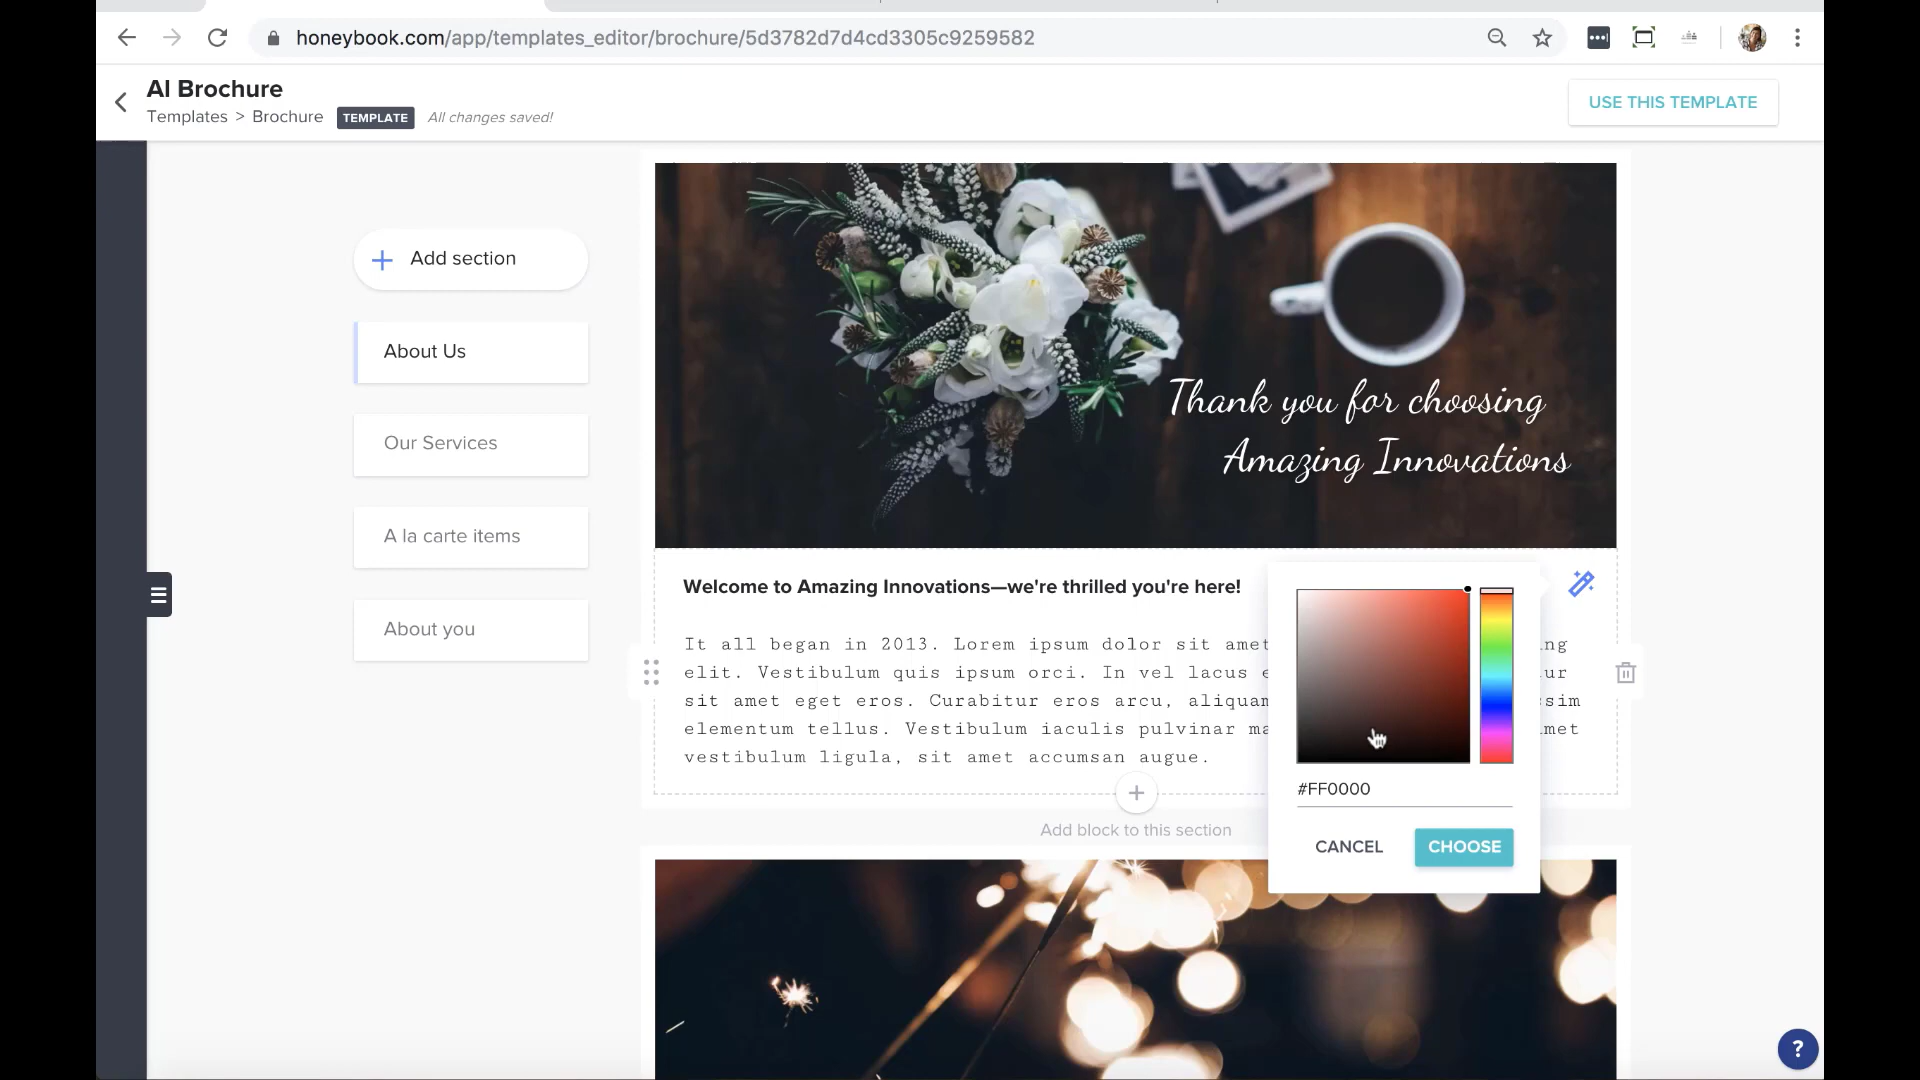 honeybook.com/app/templates_editor/brochure/5d3782d7d4cd3305c9259582
AI Brochure
Templates > Brochure TEMPLATE All changes saved!
USE THIS TEMPLATE
Add section
About Us
Our Services
A la carte items
About you
Thank you for choosing
Amazing Innovations
Welcome to Amazing Innovations—we're thrilled you're here!
It all began in 2013. Lorem ipsum dolor sit amet
elit. Vestibulum quis ipsum orci. In vel lacus
sit amet eget eros. Curabitur eros arcu, aliquam
elementum tellus. Vestibulum iaculis pulvinar
vestibulum ligula, sit amet accumsan augue.
#FF0000
CANCEL CHOOSE
Add block to this section
?